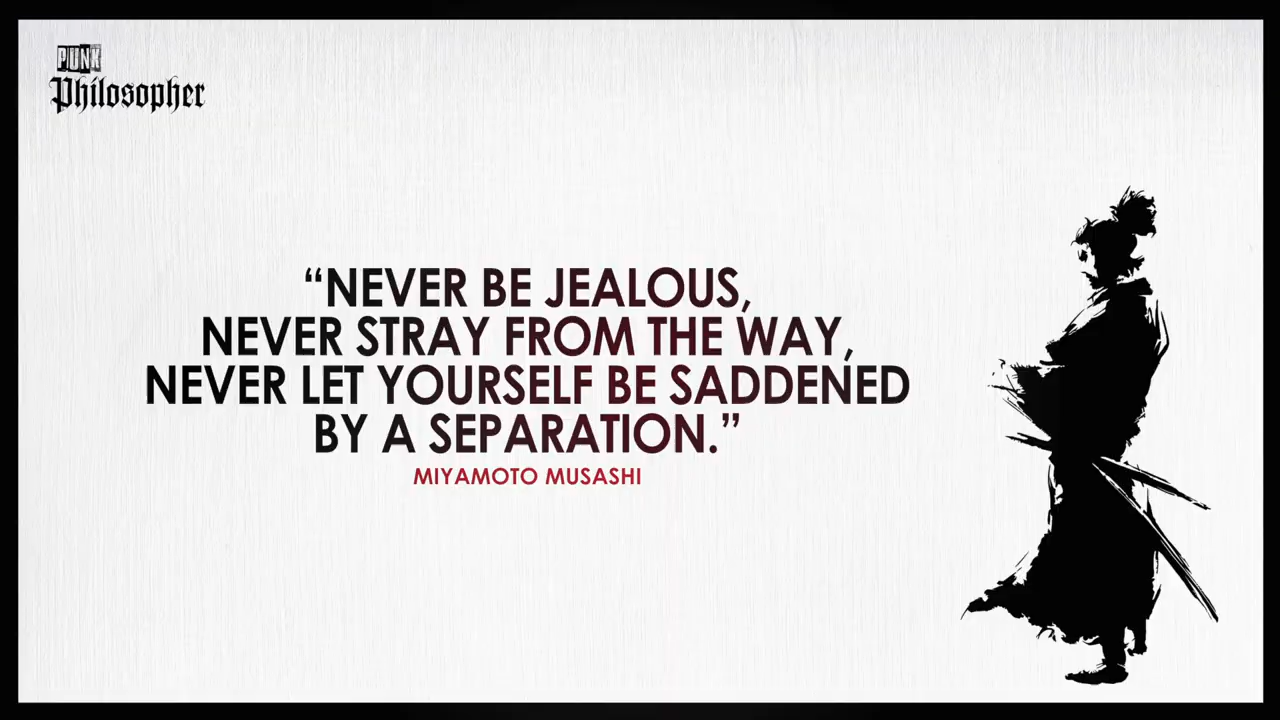 PUNK
Philosopher
“NEVER BE JEALOUS,
NEVER STRAY FROM THE WAY,
NEVER LET YOURSELF BE SADDENED
BY A SEPARATION.”
MIYAMOTO MUSASHI